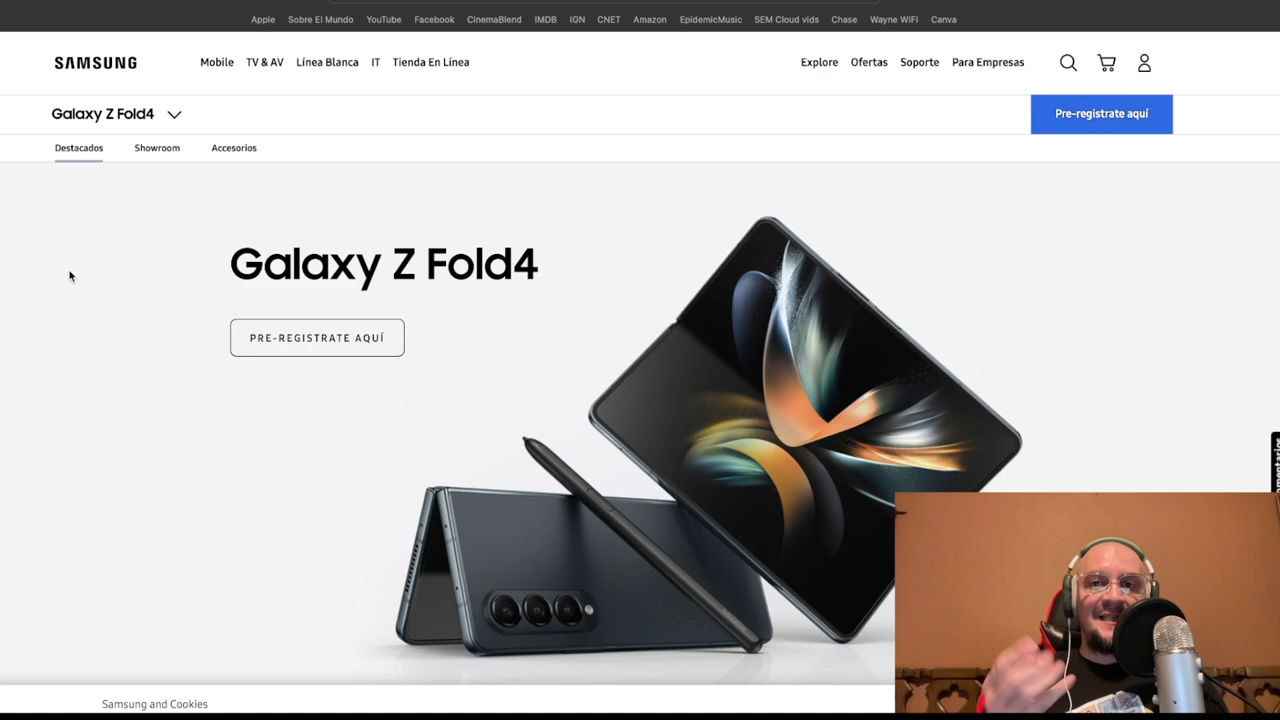 Apple Sobre El Mundo YouTube Facebook CinemaBlend IMDB IGN CNET Amazon EpidemicMusic SEM Cloud vids Chase Wayne WiFi Canva
SAMSUNG Mobile TV & AV Línea Blanca IT Tienda En Línea Explore Ofertas Soporte Para Empresas
Galaxy Z Fold4 Pre-registrate aquí
Destacados Showroom Accesorios
Galaxy Z Fold4
PRE-REGISTRATE AQUÍ
Samsung and Cookies